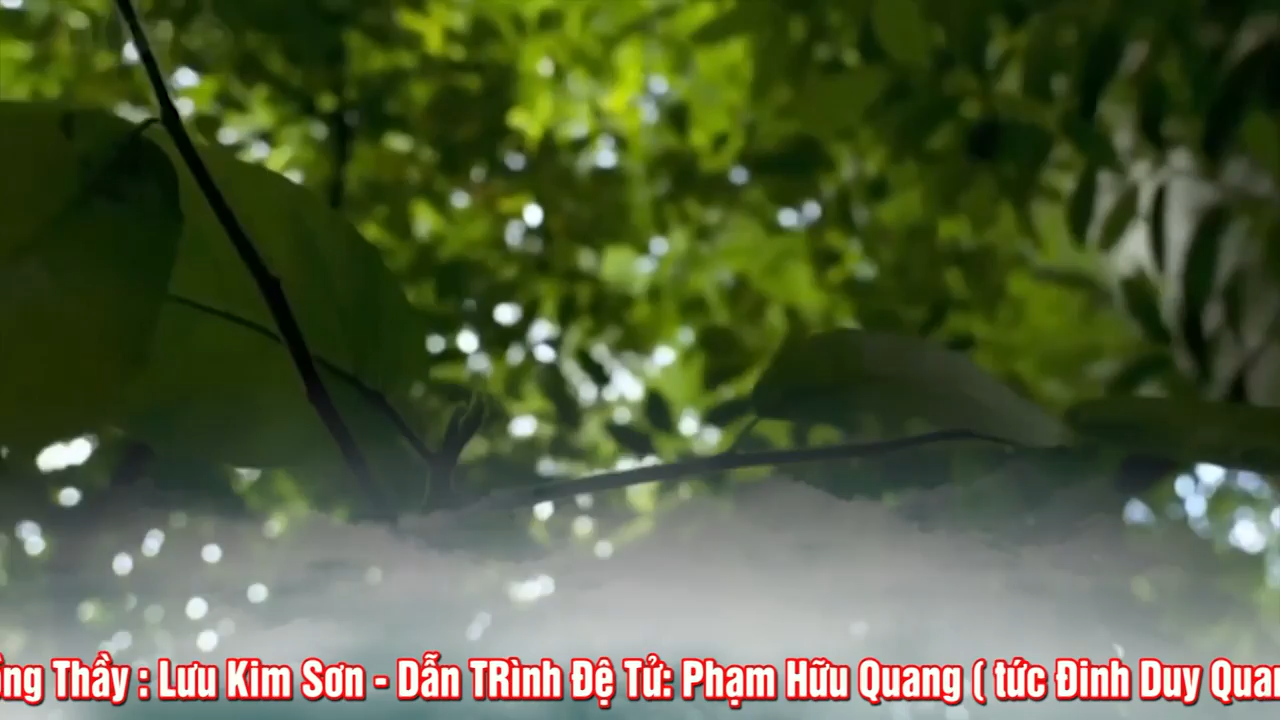 Thầy : Lưu Kim Sơn - Dẫn TRình Đệ Tử: Phạm Hữu Quang ( tức Đinh Duy